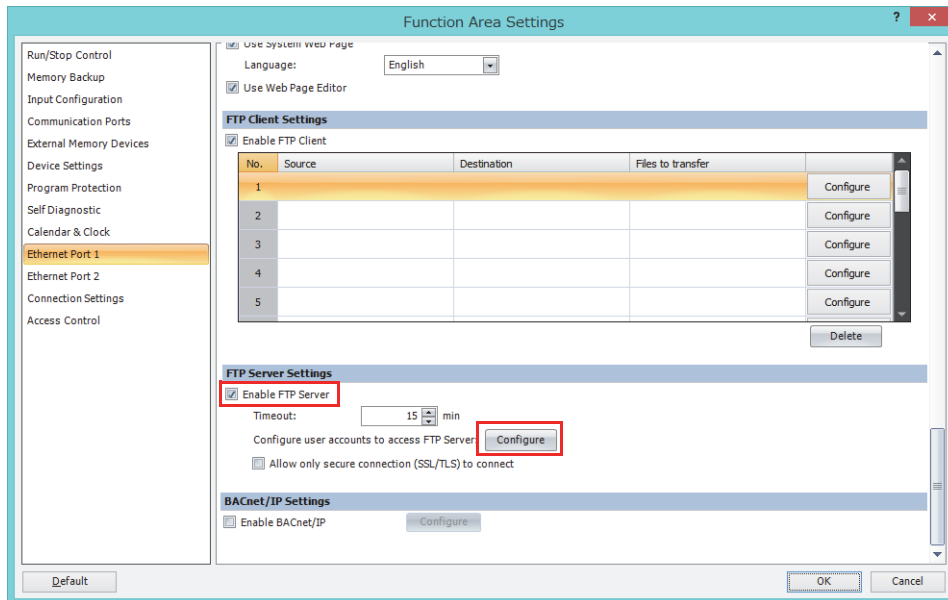 Function Area Settings
?
×
Run/Stop Control
Memory Backup
Input Configuration
Communication Ports
External Memory Devices
Device Settings
Program Protection
Self Diagnostic
Calendar & Clock
Ethernet Port 1
Ethernet Port 2
Connection Settings
Access Control
Use System Web Page
Language: English
Use Web Page Editor
FTP Client Settings
Enable FTP Client
No. Source Destination Files to transfer
1 Configure
2 Configure
3 Configure
4 Configure
5 Configure
Delete
FTP Server Settings
Enable FTP Server
Timeout: 15 min
Configure user accounts to access FTP Server: Configure
Allow only secure connection (SSL/TLS) to connect
BACnet/IP Settings
Enable BACnet/IP Configure
Default OK Cancel